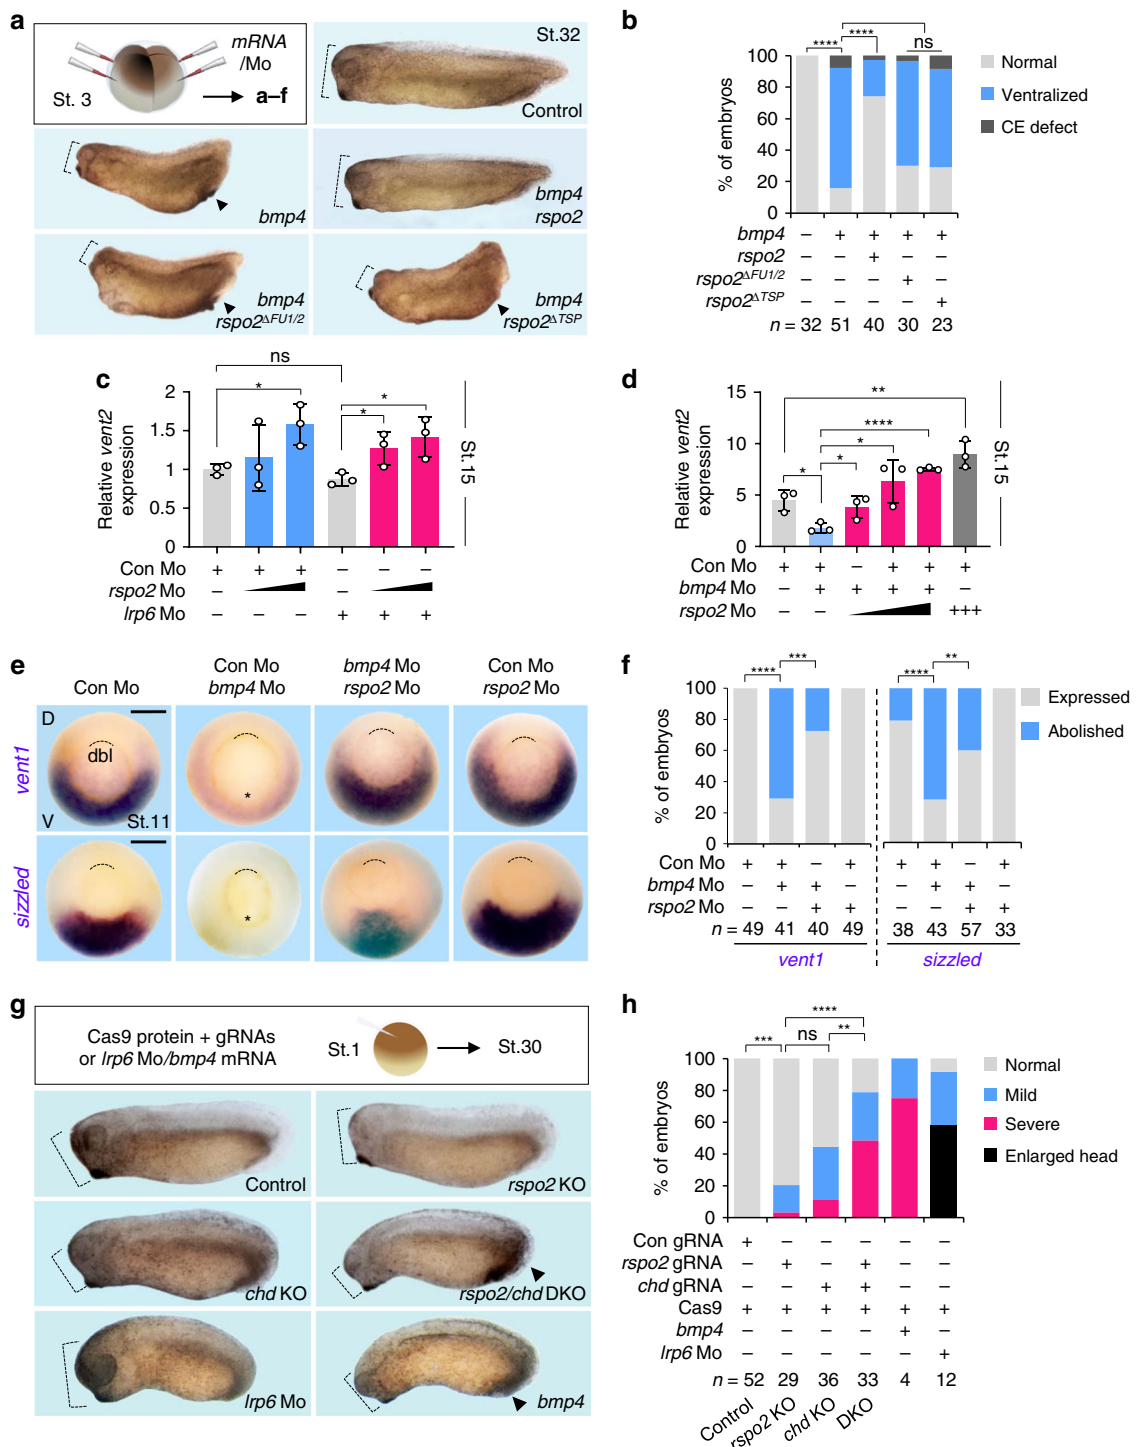 a
mRNA
/Mo
St. 3
a–f
St.32
Control
bmp4
bmp4
rspo2
bmp4
rspo2ΔFU1/2
bmp4
rspo2ΔTSP
b
**** **** ns
100
80
60
40
20
0
% of embryos
Normal
Ventralized
CE defect
bmp4 – + + + +
rspo2 – – + – –
rspo2ΔFU1/2 – – – + –
rspo2ΔTSP – – – – +
n = 32 51 40 30 23
c
ns
* * *
2
1.5
1
0.5
0
Relative vent2
expression
St.15
Con Mo + + + – – –
rspo2 Mo – –
lrp6 Mo – – – + + +
d
**
****
*
* *
15
10
5
0
Relative vent2
expression
St.15
Con Mo + + – + + +
bmp4 Mo – + + + + –
rspo2 Mo – – +++
e
Con Mo
Con Mo
bmp4 Mo
bmp4 Mo
rspo2 Mo
Con Mo
rspo2 Mo
vent1
D
dbl
V
St.11
*
sizzled
*
f
**** *** **** **
100
80
60
40
20
0
% of embryos
Expressed
Abolished
Con Mo + + – + + + – +
bmp4 Mo – + + – – + + –
rspo2 Mo – – + + – – + +
n = 49 41 40 49 38 43 57 33
vent1 sizzled
g
Cas9 protein + gRNAs
or lrp6 Mo/bmp4 mRNA
St.1
St.30
Control
rspo2 KO
chd KO
rspo2/chd DKO
lrp6 Mo
bmp4
h
****
*** ns **
100
80
60
40
20
0
% of embryos
Normal
Mild
Severe
Enlarged head
Con gRNA + – – – – –
rspo2 gRNA – + – + – –
chd gRNA – – + + – –
Cas9 + + + + + +
bmp4 – – – – + –
lrp6 Mo – – – – – +
n = 52 29 36 33 4 12
Control rspo2 KO chd KO DKO